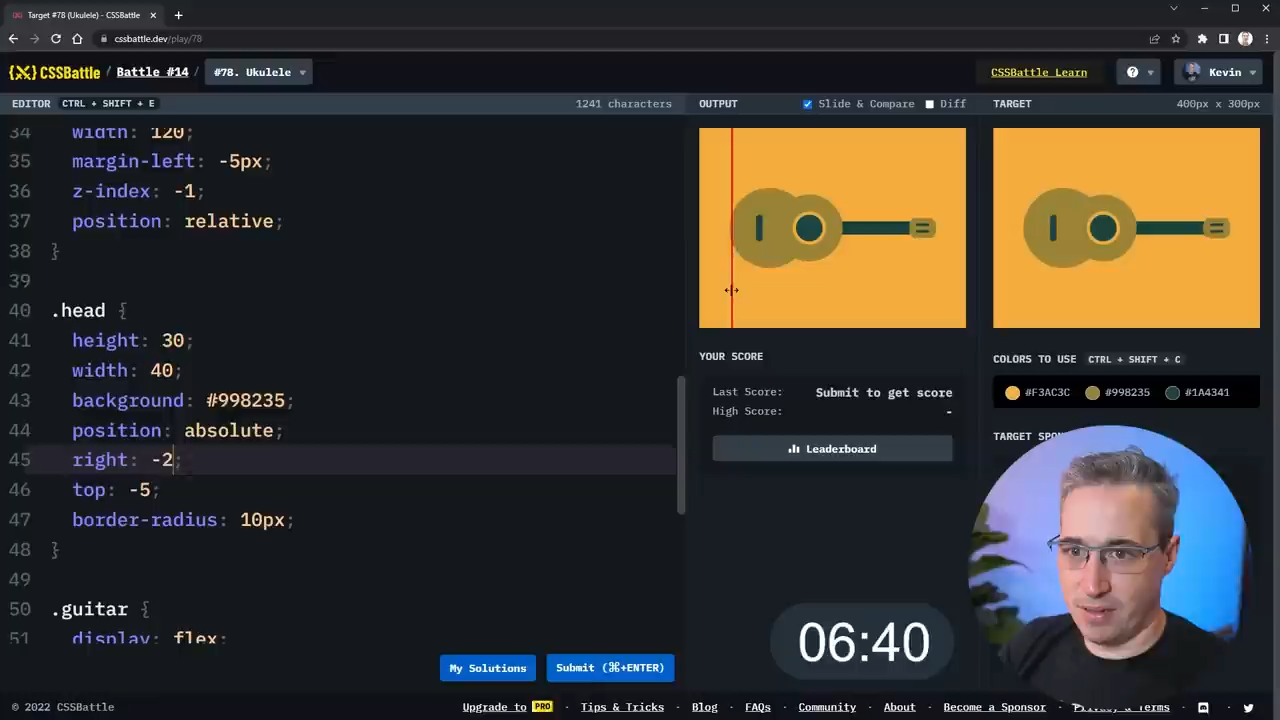 Target #78 (Ukulele) - CSSBattle
cssbattle.dev/play/78
{X} CSSBattle / Battle #14 / #78. Ukulele
CSSBattle Learn
Kevin
EDITOR CTRL + SHIFT + E 1241 characters
OUTPUT Slide & Compare Diff
TARGET 400px x 300px
34 width: 120;
35 margin-left: -5px;
36 z-index: -1;
37 position: relative;
38 }
39
40 .head {
41 height: 30;
42 width: 40;
43 background: #998235;
44 position: absolute;
45 right: -2;
46 top: -5;
47 border-radius: 10px;
48 }
49
50 .guitar {
51 display: flex;
YOUR SCORE
Last Score: Submit to get score
High Score: -
Leaderboard
COLORS TO USE CTRL + SHIFT + C
#F3AC3C #998235 #1A4341
06:40
My Solutions Submit (⌘+ENTER)
© 2022 CSSBattle
Upgrade to PRO · Tips & Tricks · Blog · FAQs · Community · About · Become a Sponsor · Privacy & Terms